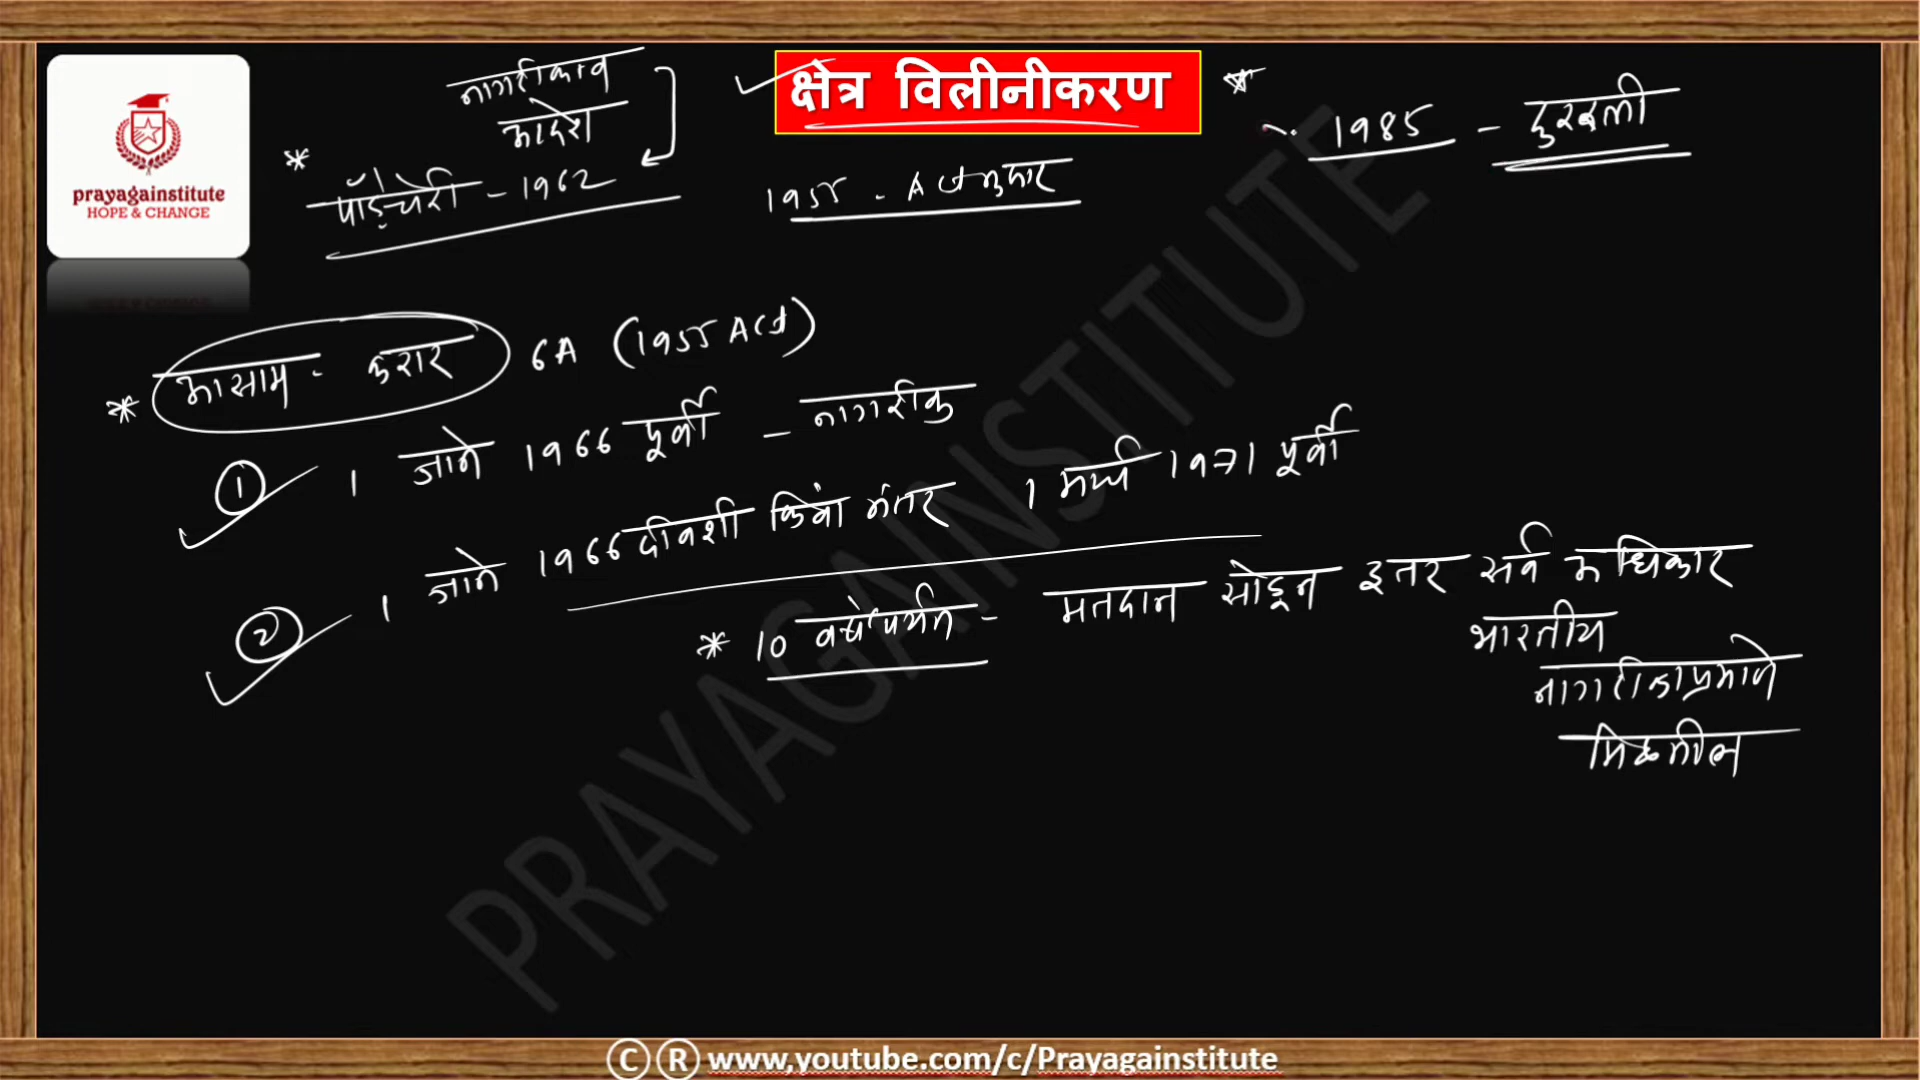 prayagainstitute
HOPE & CHANGE
नागरीकत्व
आदेश
* पाँडिचेरी - 1962
✓ क्षेत्र विलीनीकरण
1955 - Act नुसार
* 1985 - दुरुस्ती
* आसाम - करार 6A (1955 Act)
① 1 जाने 1966 पूर्वी - नागरीक
② 1 जाने 1966 दीवशी किंवा नंतर 1 मार्च 1971 पूर्वी
* 10 वर्षापर्यंत - मतदान सोडून इतर सर्व अधिकार
भारतीय
नागरीकाप्रमाणे
मिळतील
PRAYAGAINSTITUTE
© ® www.youtube.com/c/Prayagainstitute